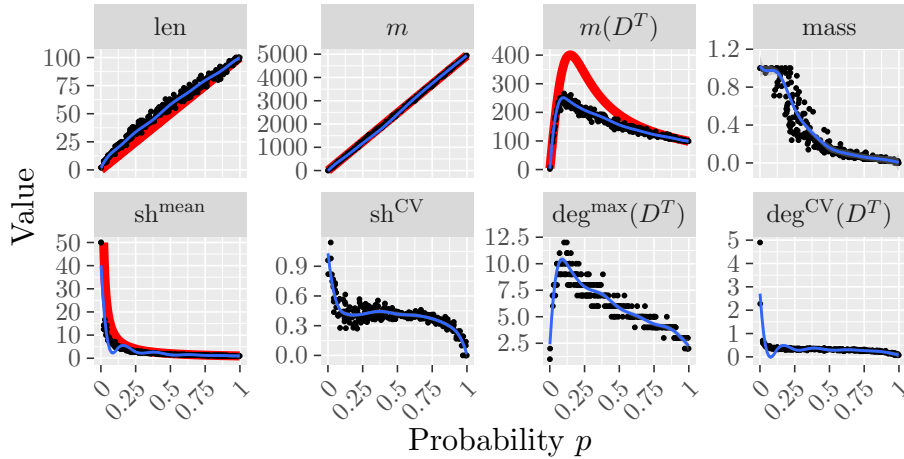 len m m(D^T) mass
100 75 50 25 0
5000 4000 3000 2000 1000 0
400 300 200 100 0
1.2 0.8 0.4 0.0
Value
sh^mean sh^CV deg^max(D^T) deg^CV(D^T)
50 40 30 20 10 0
0.9 0.6 0.3 0.0
12.5 10.0 7.5 5.0 2.5
5 4 3 2 1 0
0 0.25 0.5 0.75 1
0 0.25 0.5 0.75 1
0 0.25 0.5 0.75 1
0 0.25 0.5 0.75 1
Probability p